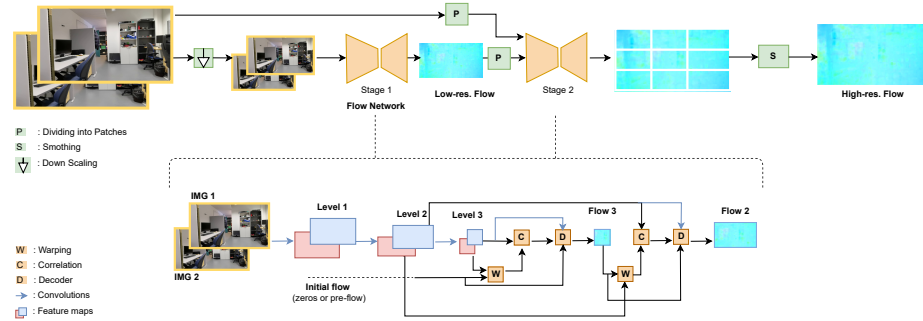 P
P
S
Stage 1
Flow Network
Low-res. Flow
Stage 2
High-res. Flow
P : Dividing into Patches
S : Smothing
: Down Scaling
IMG 1
IMG 2
Level 1
Level 2
Level 3
Flow 3
Flow 2
C
D
C
D
W
W
Initial flow
(zeros or pre-flow)
W : Warping
C : Correlation
D : Decoder
: Convolutions
: Feature maps